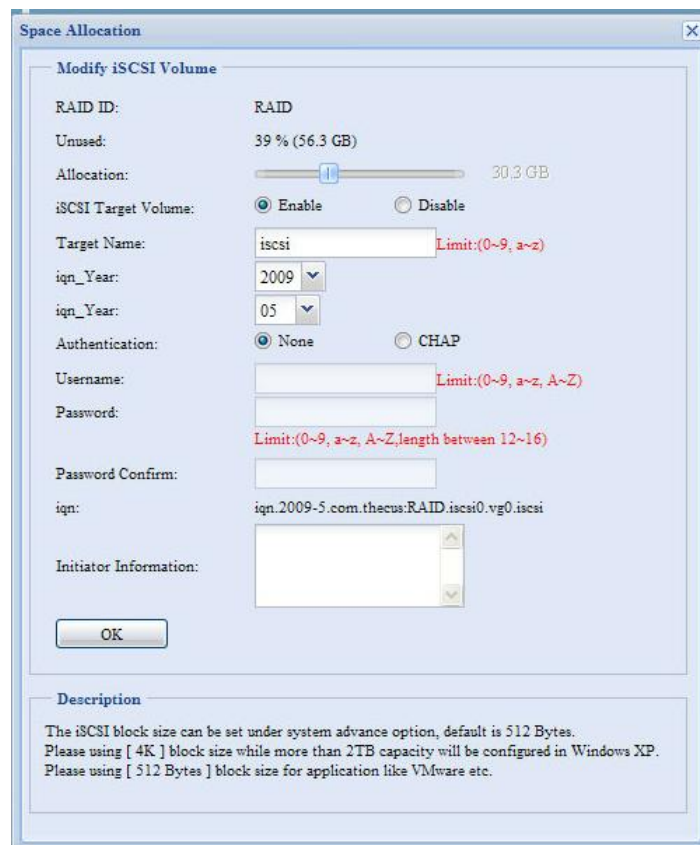 Space Allocation
Modify iSCSI Volume
RAID ID: RAID
Unused: 39 % (56.3 GB)
Allocation: 30.3 GB
iSCSI Target Volume: Enable Disable
Target Name: iscsi Limit:(0~9, a~z)
iqn_Year: 2009
iqn_Year: 05
Authentication: None CHAP
Username: Limit:(0~9, a~z, A~Z)
Password:
Limit:(0~9, a~z, A~Z,length between 12~16)
Password Confirm:
iqn: iqn.2009-5.com.thecus:RAID.iscsi0.vg0.iscsi
Initiator Information:
OK
Description
The iSCSI block size can be set under system advance option, default is 512 Bytes.
Please using [ 4K ] block size while more than 2TB capacity will be configured in Windows XP.
Please using [ 512 Bytes ] block size for application like VMware etc.